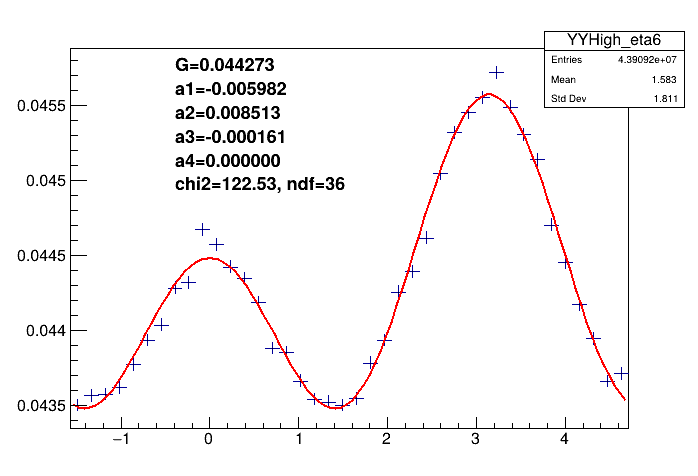 YYHigh_eta6
Entries 4.39092e+07
Mean 1.583
Std Dev 1.811
G=0.044273
a1=-0.005982
a2=0.008513
a3=-0.000161
a4=0.000000
chi2=122.53, ndf=36
0.0455
0.045
0.0445
0.044
0.0435
−1 0 1 2 3 4